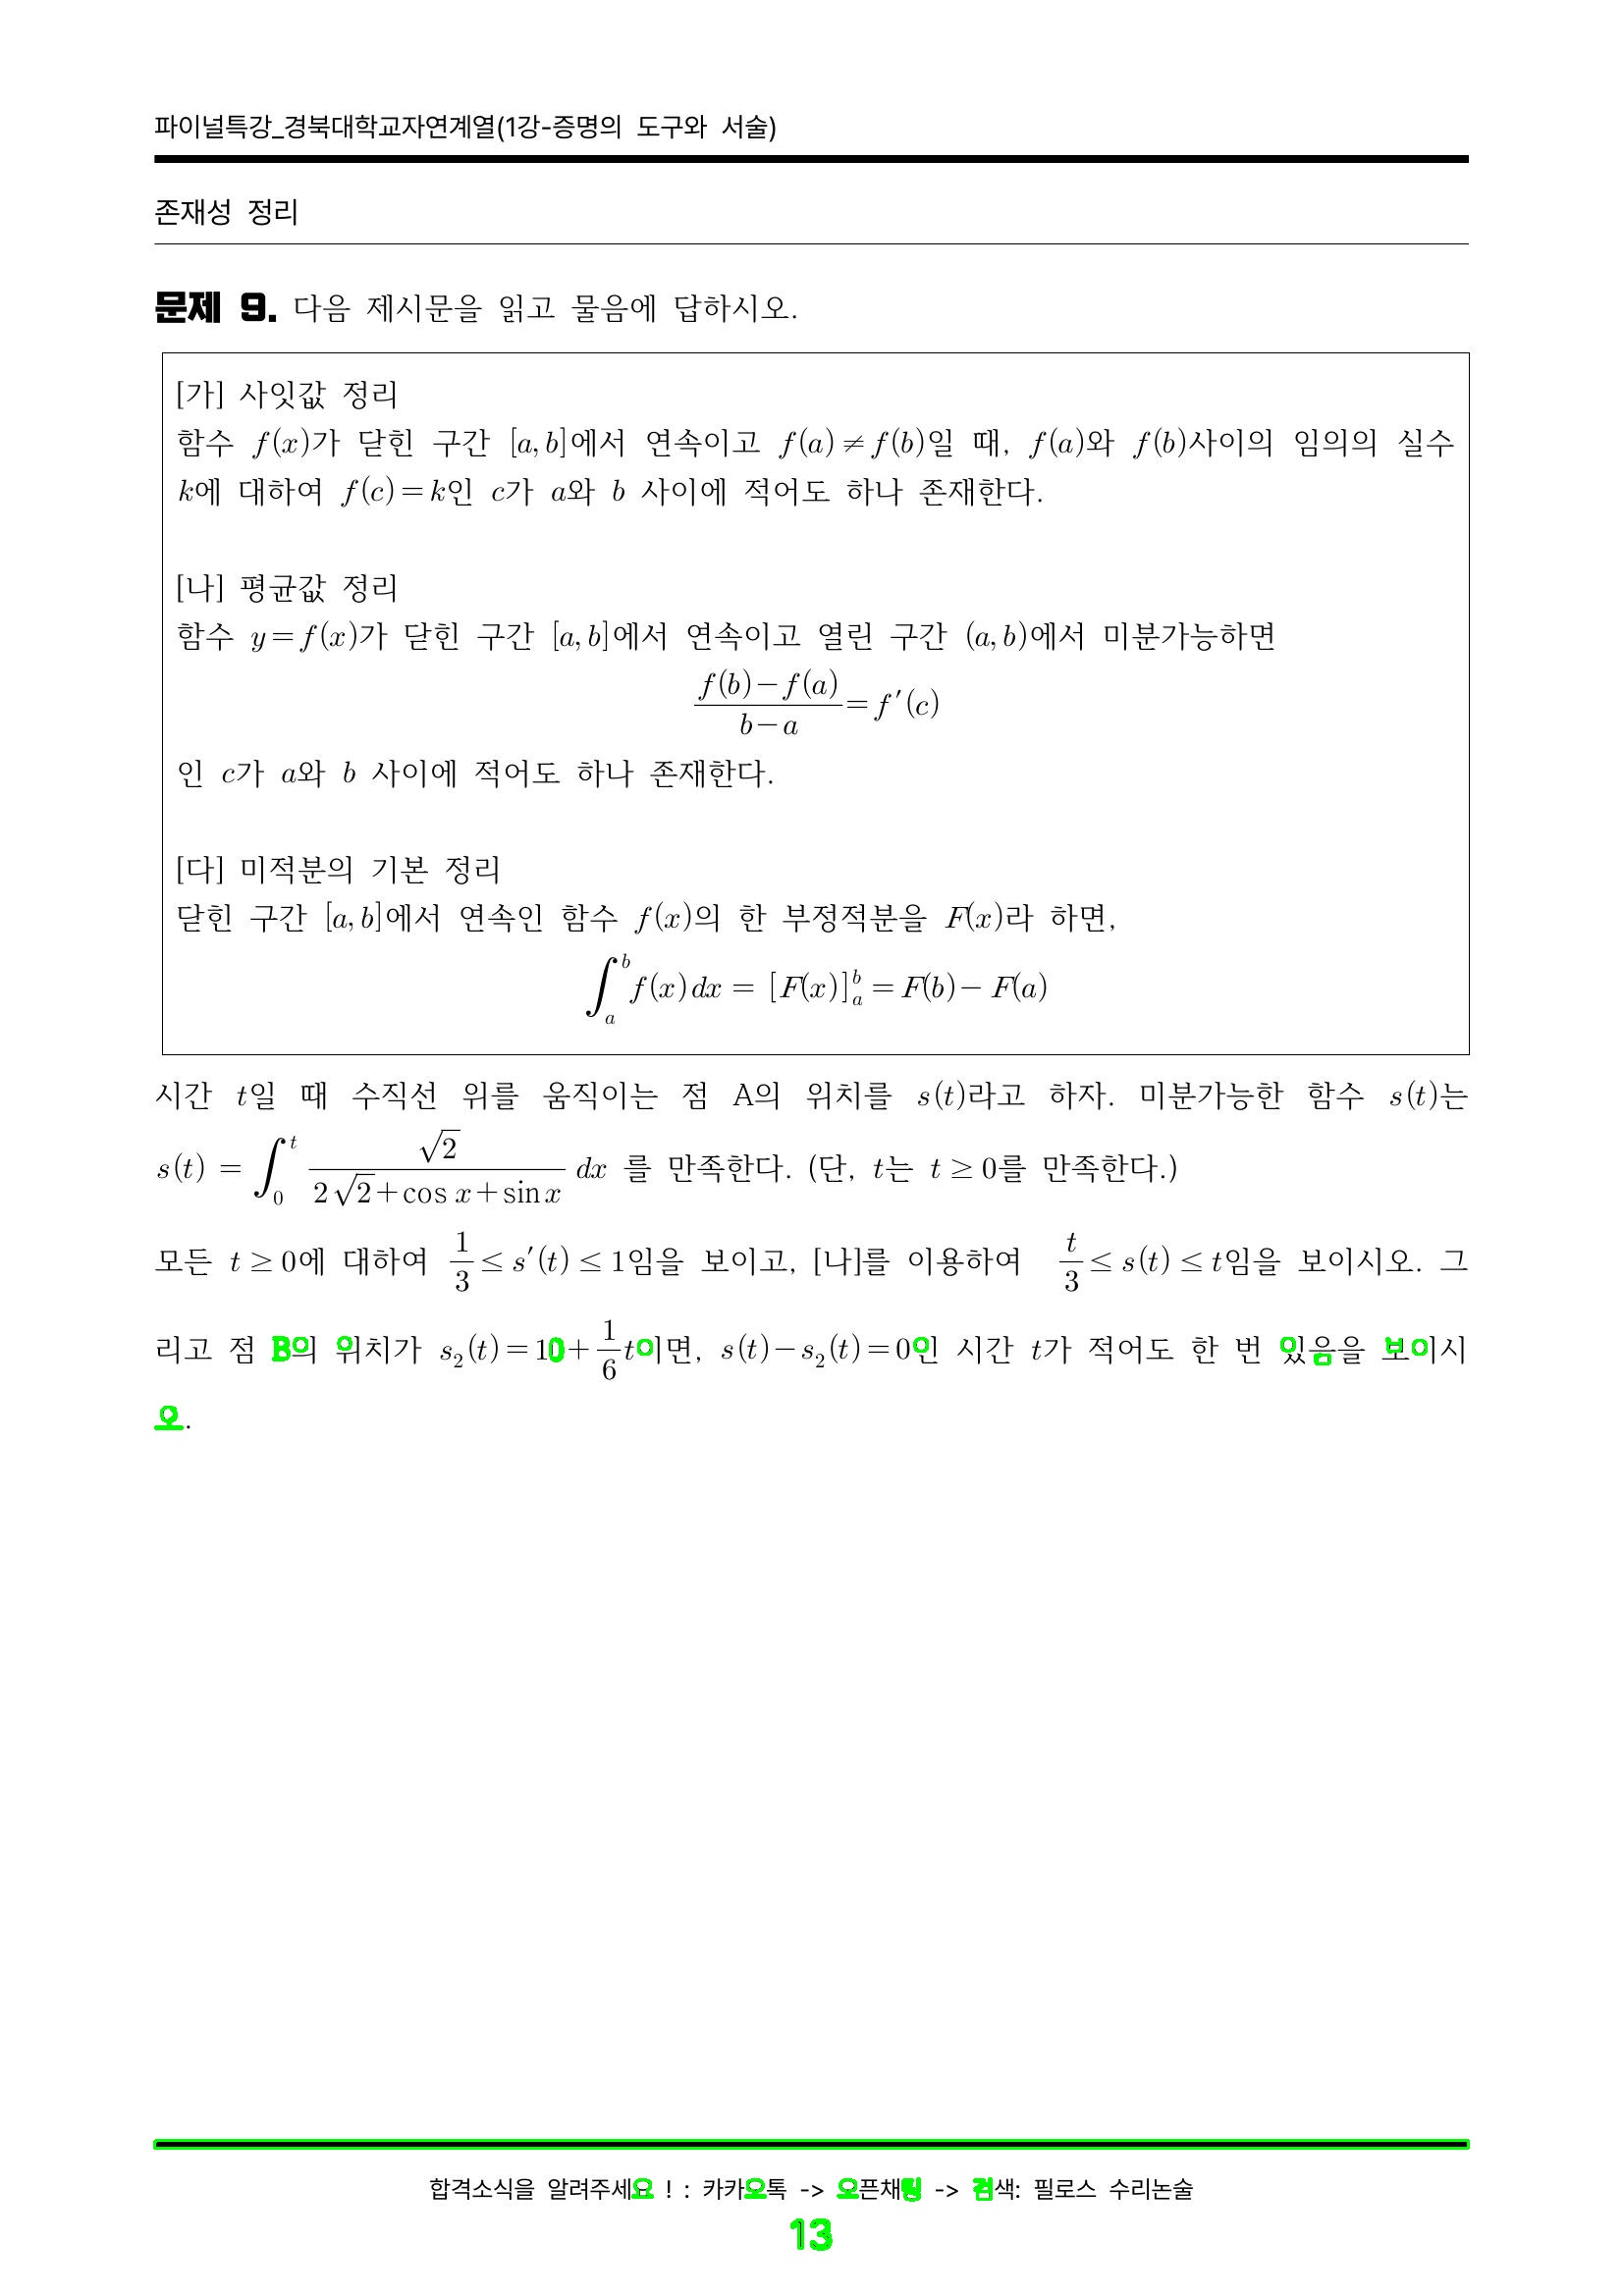 파이널특강_경북대학교자연계열(1강-증명의 도구와 서술)
존재성 정리
문제 9. 다음 제시문을 읽고 물음에 답하시오.
[가] 사잇값 정리
함수 f(x)가 닫힌 구간 [a, b]에서 연속이고 f(a)≠f(b)일 때, f(a)와 f(b)사이의 임의의 실수
k에 대하여 f(c)=k인 c가 a와 b 사이에 적어도 하나 존재한다.
[나] 평균값 정리
함수 y=f(x)가 닫힌 구간 [a, b]에서 연속이고 열린 구간 (a, b)에서 미분가능하면
\frac{f(b)-f(a)}{b-a}=f'(c)
인 c가 a와 b 사이에 적어도 하나 존재한다.
[다] 미적분의 기본 정리
닫힌 구간 [a, b]에서 연속인 함수 f(x)의 한 부정적분을 F(x)라 하면,
\int_{a}^{b} f(x)dx = [F(x)]_{a}^{b} = F(b)-F(a)
시간 t일 때 수직선 위를 움직이는 점 A의 위치를 s(t)라고 하자. 미분가능한 함수 s(t)는
s(t) = \int_{0}^{t} \frac{\sqrt{2}}{2\sqrt{2}+cos x+sin x} dx 를 만족한다. (단, t는 t ≥ 0를 만족한다.)
모든 t ≥ 0에 대하여 \frac{1}{3} ≤ s'(t) ≤ 1임을 보이고, [나]를 이용하여 \frac{t}{3} ≤ s(t) ≤ t임을 보이시오. 그
리고 점 B의 위치가 s_2(t)=10+\frac{1}{6}t이면, s(t)-s_2(t)=0인 시간 t가 적어도 한 번 있음을 보이시
오.
합격소식을 알려주세요 ! : 카카오톡 -> 오픈채팅 -> 검색: 필로스 수리논술
13